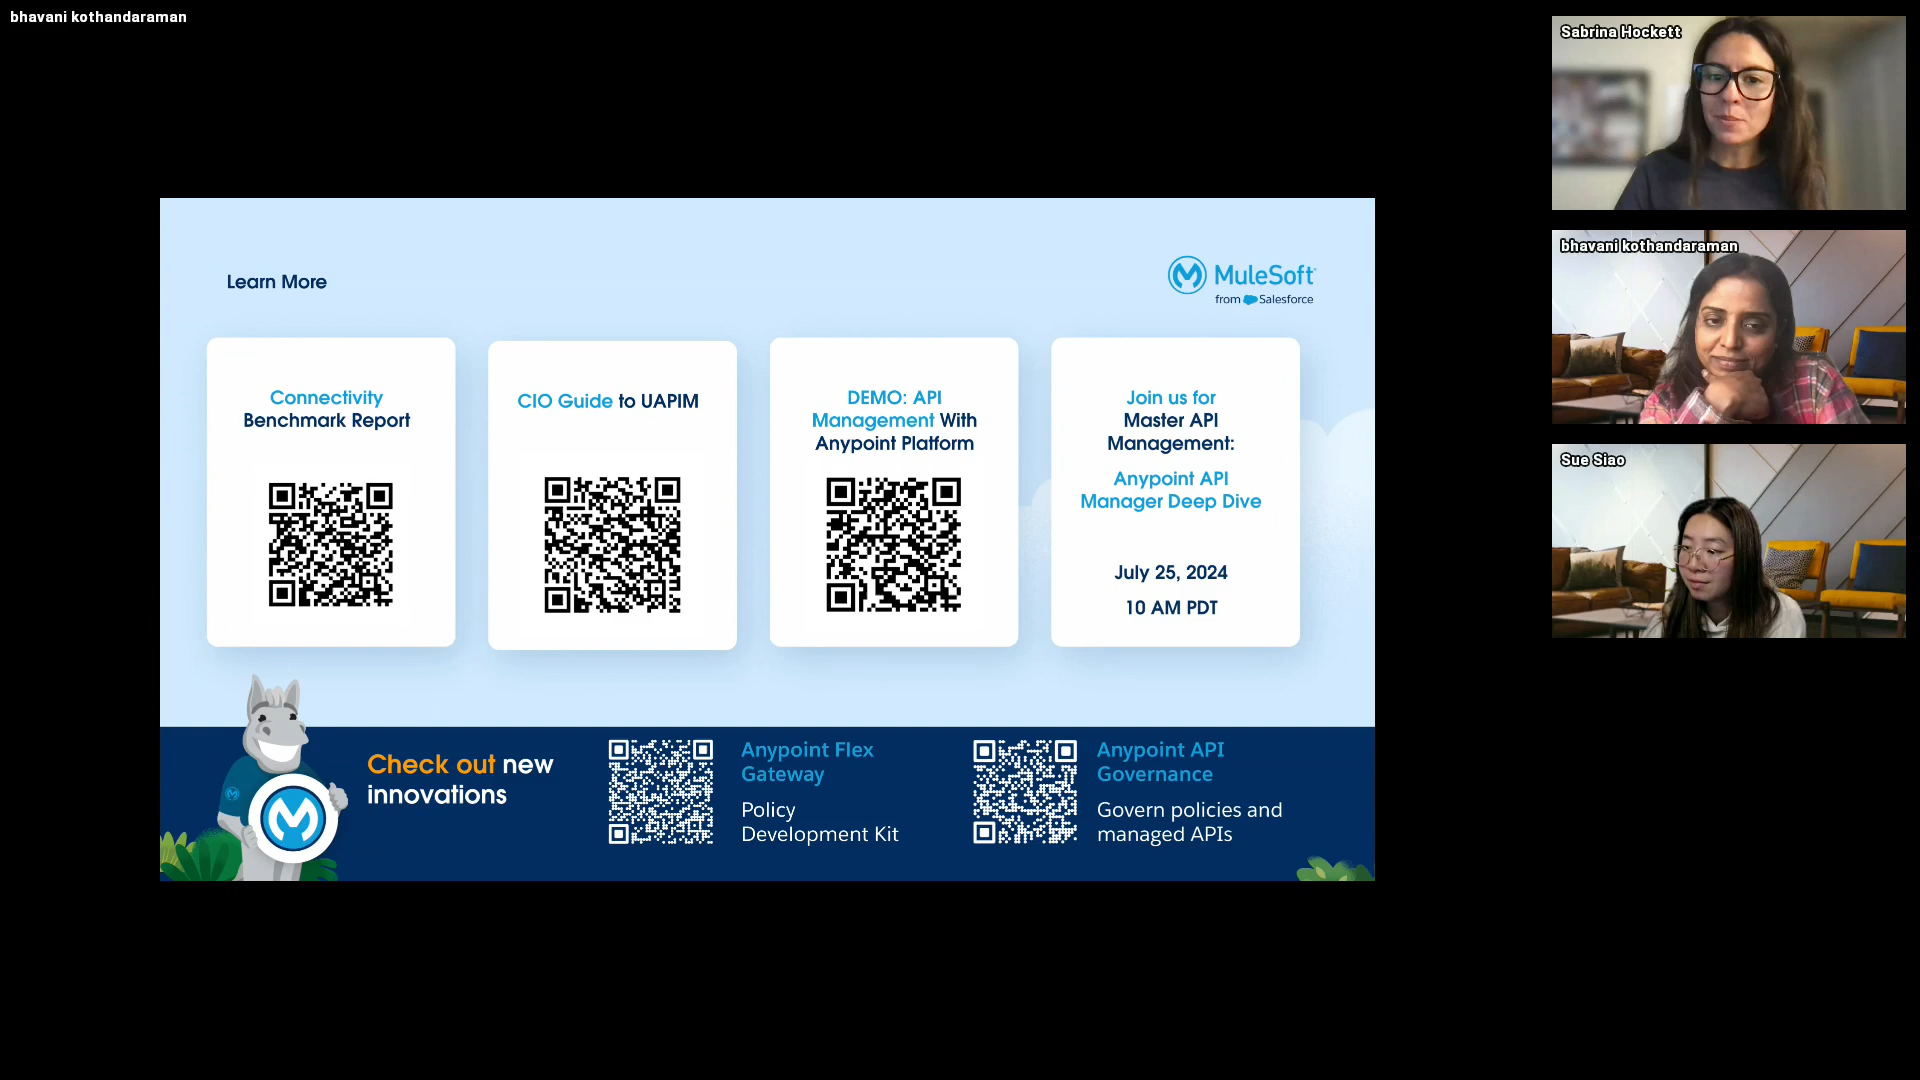 bhavani kothandaraman
Sabrina Hockett
bhavani kothandaraman
Sue Siao
Learn More
MuleSoft
from Salesforce
Connectivity
Benchmark Report
CIO Guide to UAPIM
DEMO: API
Management With
Anypoint Platform
Join us for
Master API
Management:
Anypoint API
Manager Deep Dive
July 25, 2024
10 AM PDT
Check out new
innovations
Anypoint Flex
Gateway
Policy
Development Kit
Anypoint API
Governance
Govern policies and
managed APIs